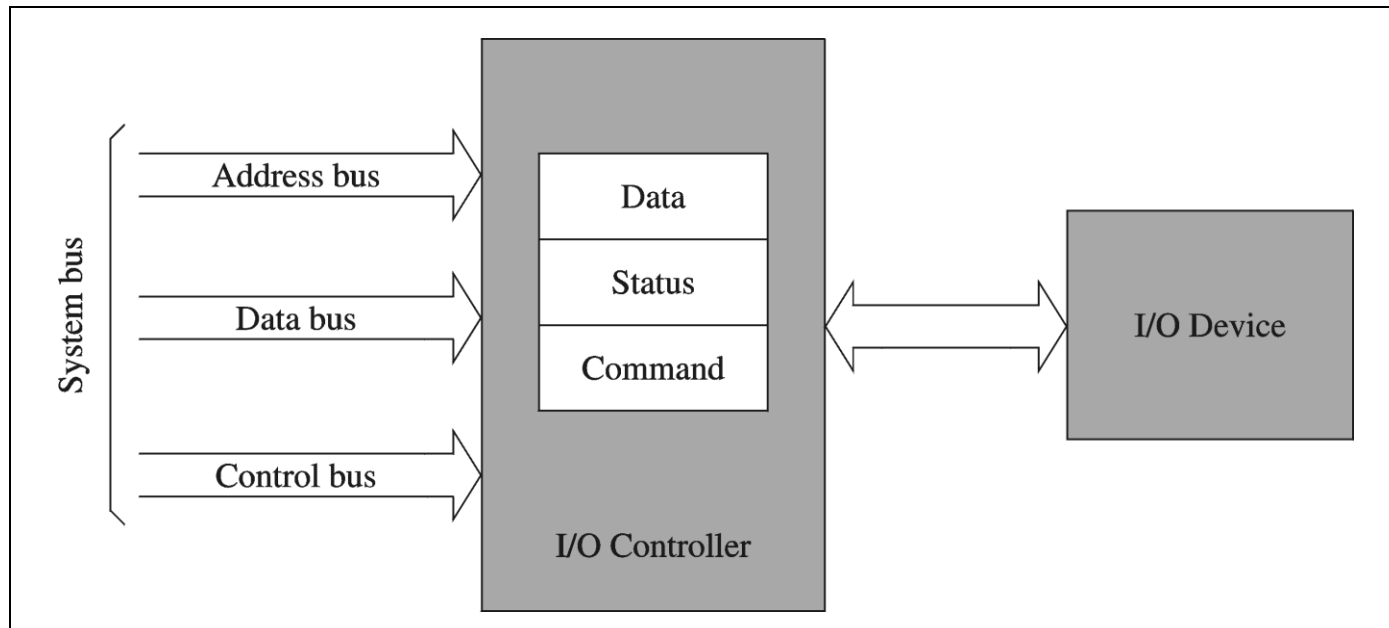 System bus
Address bus
Data bus
Control bus
Data
Status
Command
I/O Controller
I/O Device